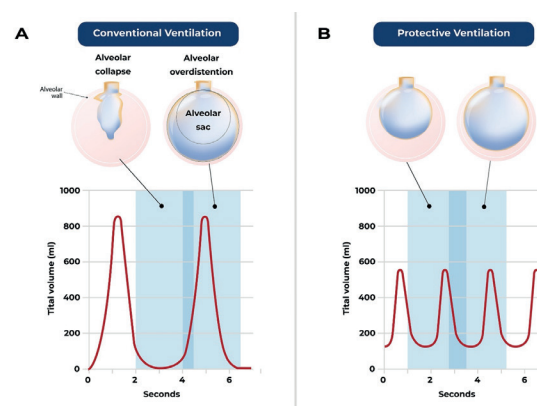 A
Conventional Ventilation
Alveolar
collapse
Alveolar
overdistention
Alveolar
wall
Alveolar
sac
Tital volume (ml)
1000
800
600
400
200
0
0
2
4
6
Seconds
B
Protective Ventilation
Tital volume (ml)
1000
800
600
400
200
0
0
2
4
6
Seconds